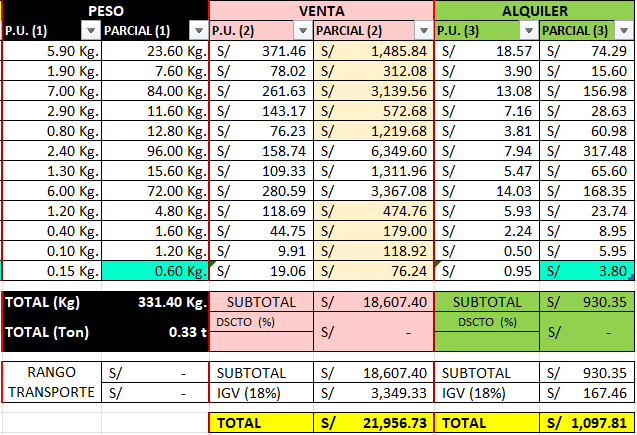 PESO VENTA ALQUILER
P.U. (1) PARCIAL (1) P.U. (2) PARCIAL (2) P.U. (3) PARCIAL (3)
5.90 Kg. 23.60 Kg. S/ 371.46 S/ 1,485.84 S/ 18.57 S/ 74.29
1.90 Kg. 7.60 Kg. S/ 78.02 S/ 312.08 S/ 3.90 S/ 15.60
7.00 Kg. 84.00 Kg. S/ 261.63 S/ 3,139.56 S/ 13.08 S/ 156.98
2.90 Kg. 11.60 Kg. S/ 143.17 S/ 572.68 S/ 7.16 S/ 28.63
0.80 Kg. 12.80 Kg. S/ 76.23 S/ 1,219.68 S/ 3.81 S/ 60.98
2.40 Kg. 96.00 Kg. S/ 158.74 S/ 6,349.60 S/ 7.94 S/ 317.48
1.30 Kg. 15.60 Kg. S/ 109.33 S/ 1,311.96 S/ 5.47 S/ 65.60
6.00 Kg. 72.00 Kg. S/ 280.59 S/ 3,367.08 S/ 14.03 S/ 168.35
1.20 Kg. 4.80 Kg. S/ 118.69 S/ 474.76 S/ 5.93 S/ 23.74
0.40 Kg. 1.60 Kg. S/ 44.75 S/ 179.00 S/ 2.24 S/ 8.95
0.10 Kg. 1.20 Kg. S/ 9.91 S/ 118.92 S/ 0.50 S/ 5.95
0.15 Kg. 0.60 Kg. S/ 19.06 S/ 76.24 S/ 0.95 S/ 3.80
TOTAL (Kg) 331.40 Kg. SUBTOTAL S/ 18,607.40 SUBTOTAL S/ 930.35
TOTAL (Ton) 0.33 t DSCTO (%) S/ - DSCTO (%) S/ -
RANGO S/ - SUBTOTAL 18,607.40 SUBTOTAL S/ 930.35
TRANSPORTE S/ - IGV (18%) S/ 3,349.33 IGV (18%) S/ 167.46
TOTAL S/ 21,956.73 TOTAL S/ 1,097.81